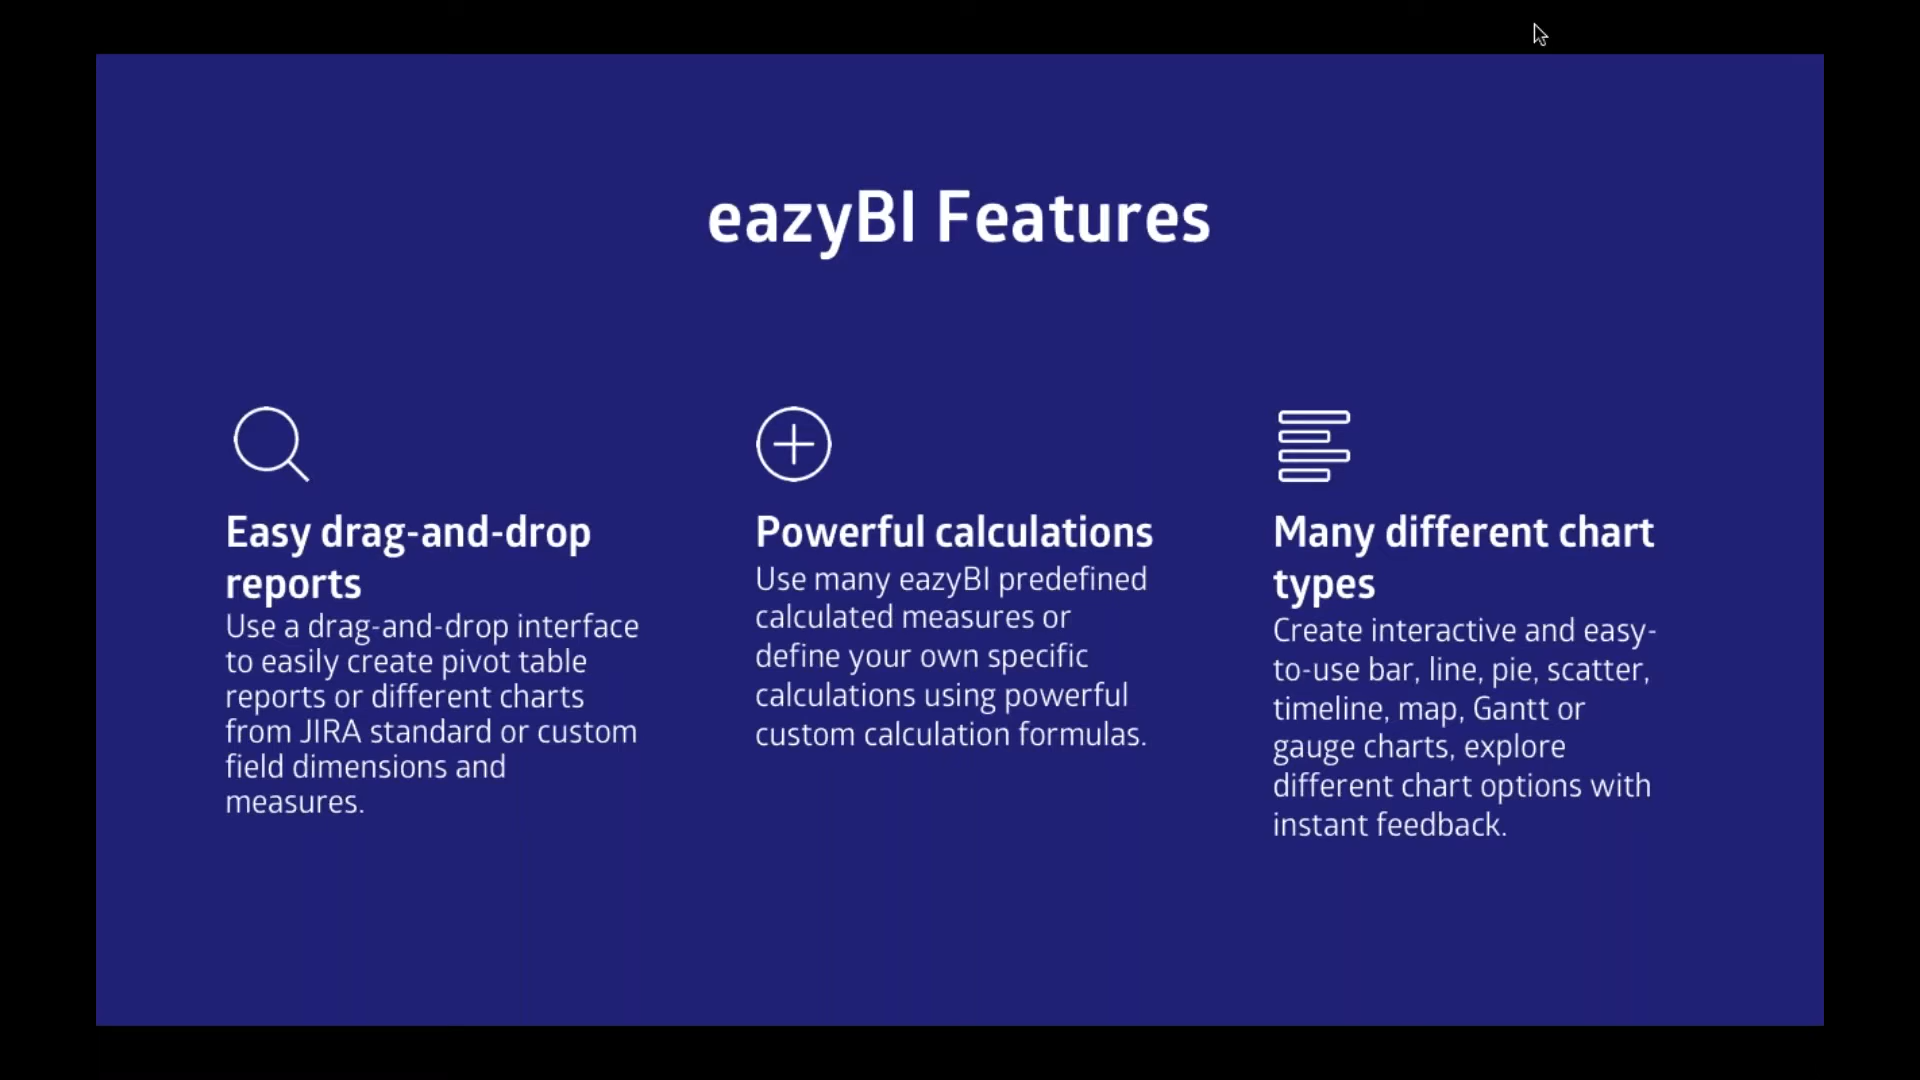 eazyBI Features
Easy drag-and-drop
reports
Use a drag-and-drop interface
to easily create pivot table
reports or different charts
from JIRA standard or custom
field dimensions and
measures.
Powerful calculations
Use many eazyBI predefined
calculated measures or
define your own specific
calculations using powerful
custom calculation formulas.
Many different chart
types
Create interactive and easy-
to-use bar, line, pie, scatter,
timeline, map, Gantt or
gauge charts, explore
different chart options with
instant feedback.